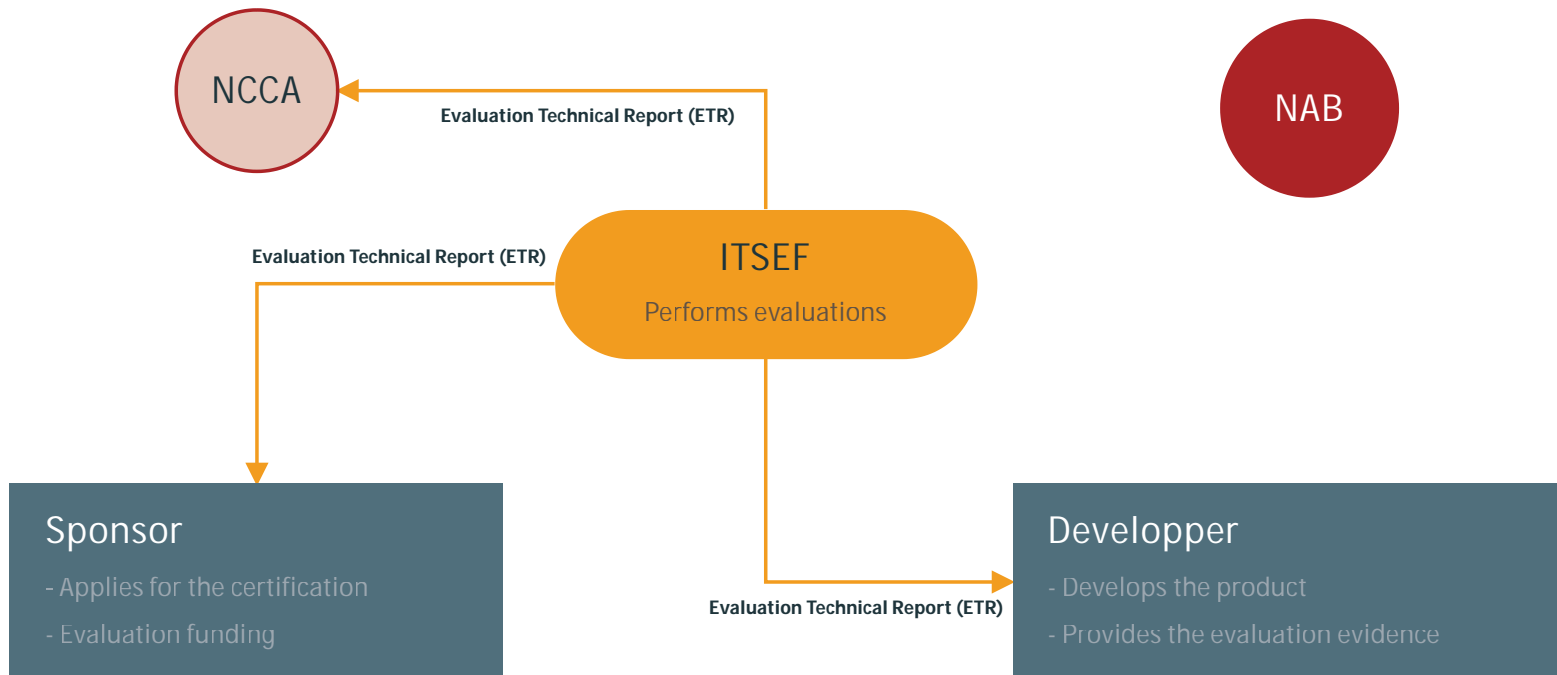 NCCA
NAB
Evaluation Technical Report (ETR)
ITSEF
Evaluation Technical Report (ETR)
Performs evaluations
Sponsor
- Applies for the certification
- Evaluation funding
Developper
- Develops the product
- Provides the evaluation evidence
Evaluation Technical Report (ETR)